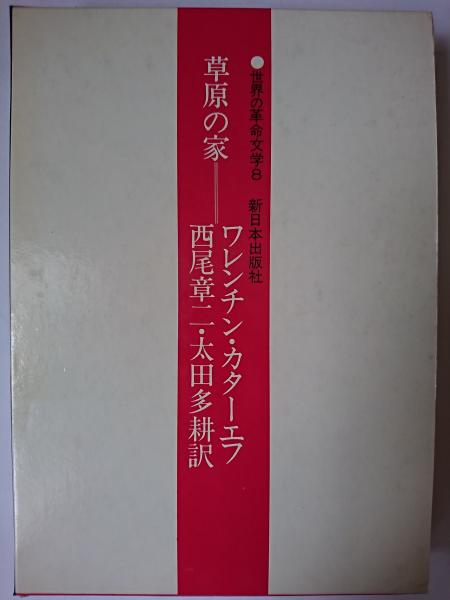 ●世界の革命文学8 新日本出版社
草原の家──ワレンチン・カターエフ
西尾章二・太田多耕訳